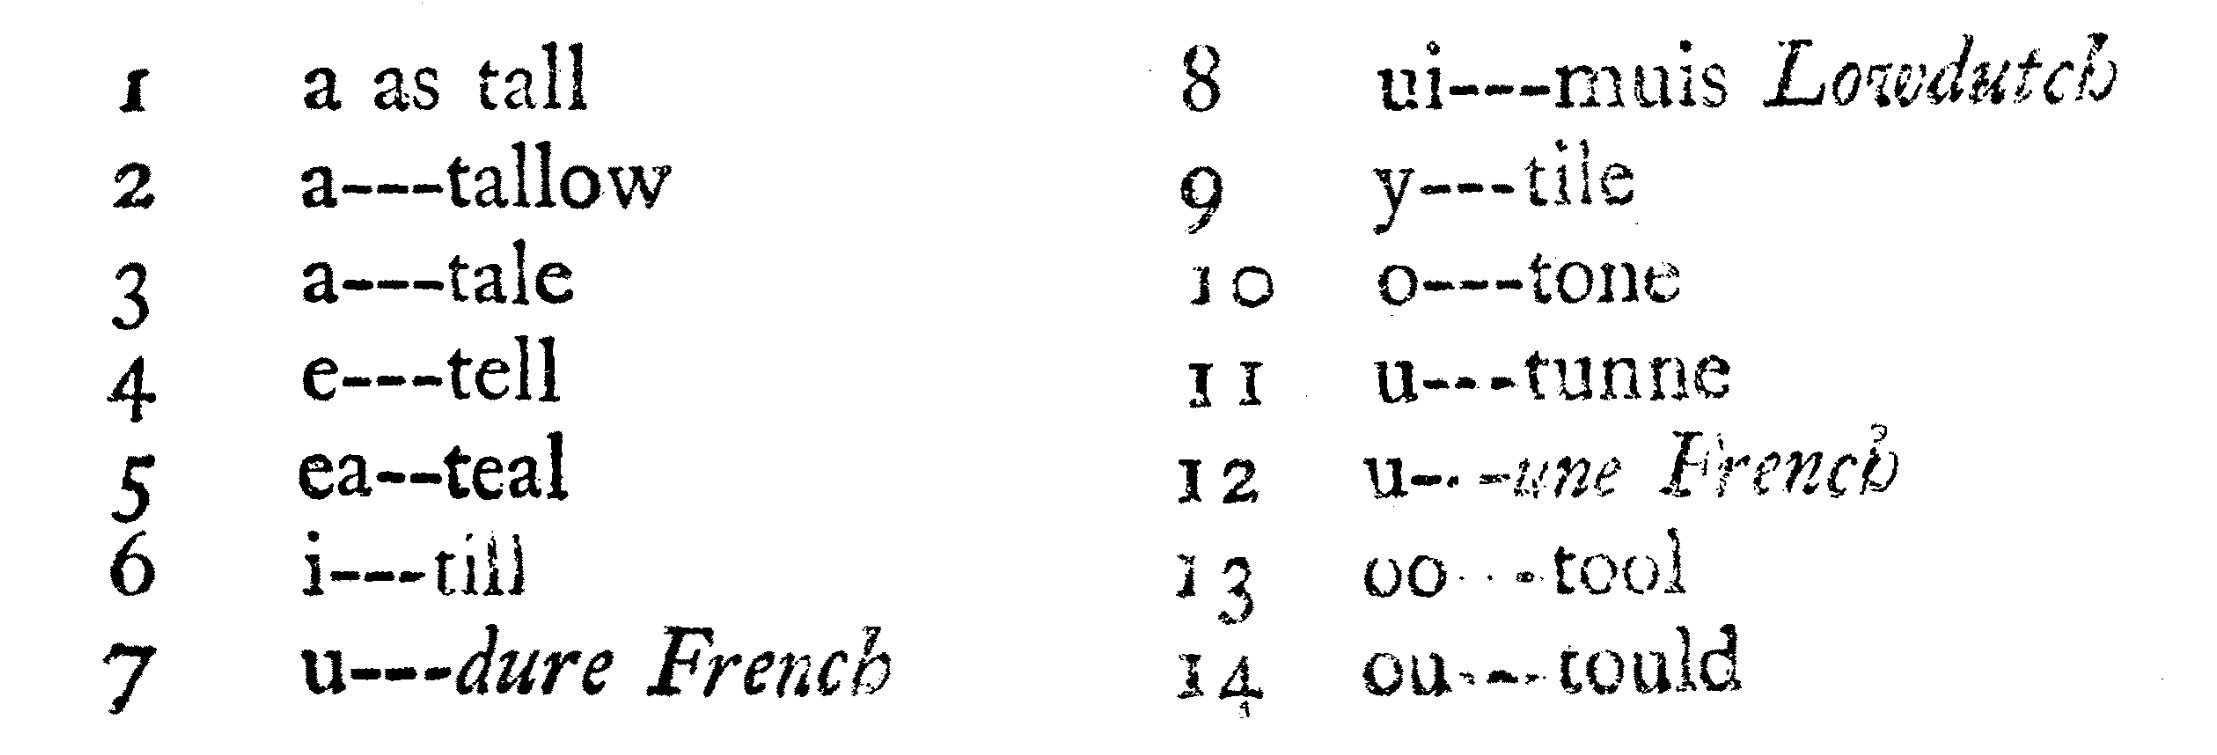 1 a as tall
2 a---tallow
3 a---tale
4 e---tell
5 ea--teal
6 i---till
7 u---dure French
8 ui---muis Lowdutch
9 y---tile
10 o---tone
11 u---tunne
12 u---une French
13 oo---tool
14 ou---tould